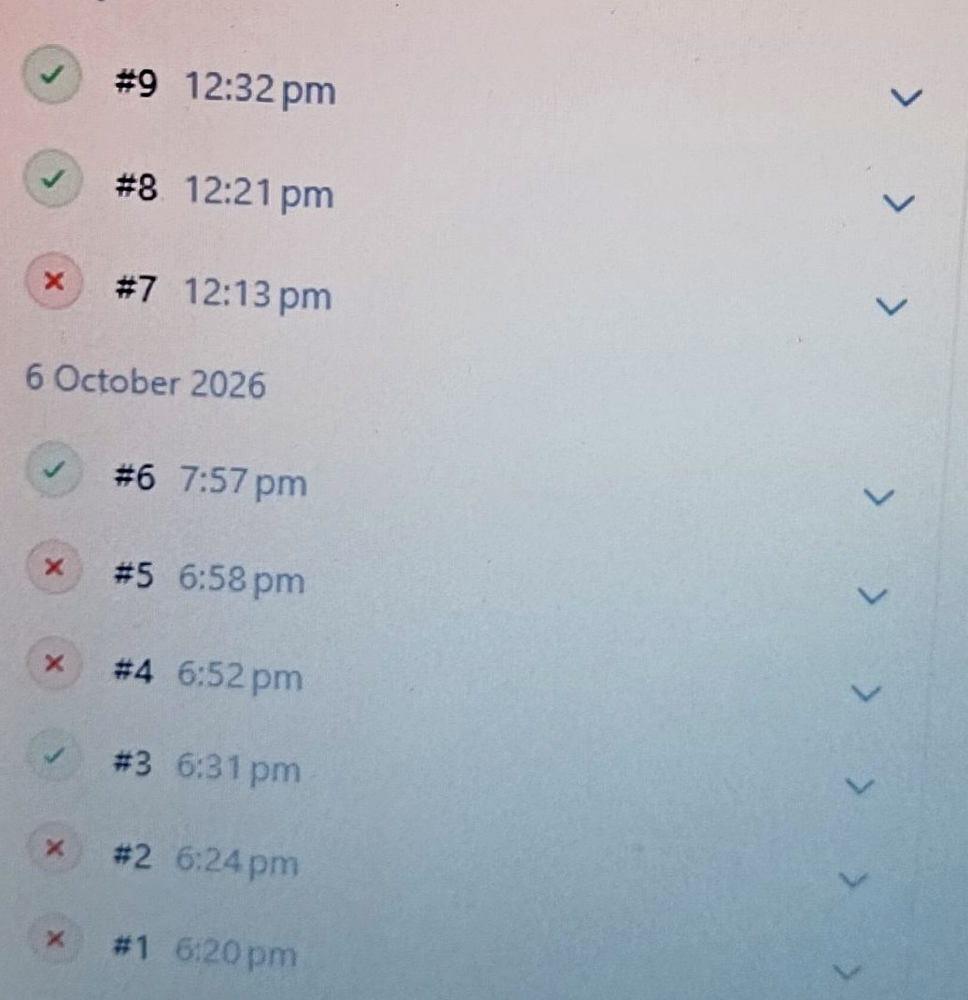 #9 12:32 pm
#8 12:21 pm
#7 12:13 pm
6 October 2026
#6 7:57 pm
#5 6:58 pm
#4 6:52 pm
#3 6:31 pm
#2 6:24 pm
#1 6:20 pm